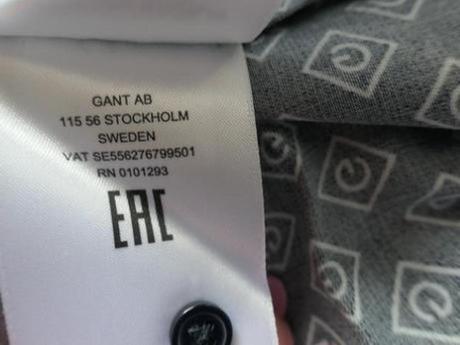 GANT AB
115 56 STOCKHOLM
SWEDEN
VAT SE556276799501
RN 0101293
EAC